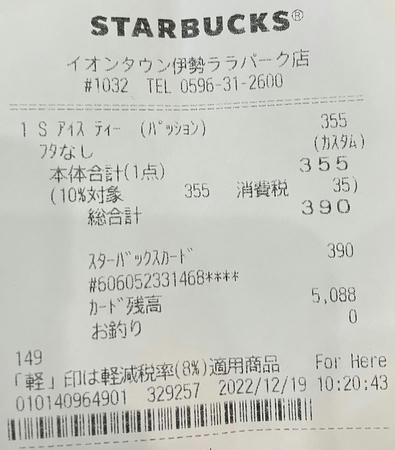 STARBUCKS®
イオンタウン伊勢ララパーク店
#1032 TEL 0596-31-2600
1 S ｱｲｽ ﾃｨｰ (ﾊﾟｯｼｮﾝ) 355
ﾌﾀなし (ｶｽﾀﾑ)
本体合計(1点) 355
(10%対象 355 消費税 35)
総合計 390
ｽﾀｰﾊﾞｯｸｽｶｰﾄﾞ 390
#606052331468****
ｶｰﾄﾞ残高 5,088
お釣り 0
149
「軽」印は軽減税率(8%)適用商品 For Here
010140964901 329257 2022/12/19 10:20:43